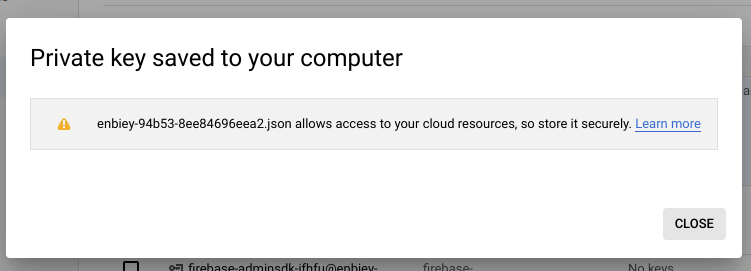 Private key saved to your computer
enbiey-94b53-8ee84696eea2.json allows access to your cloud resources, so store it securely. Learn more
CLOSE
firebase-adminsdk-jfhfu@enbiey- firebase- No keys